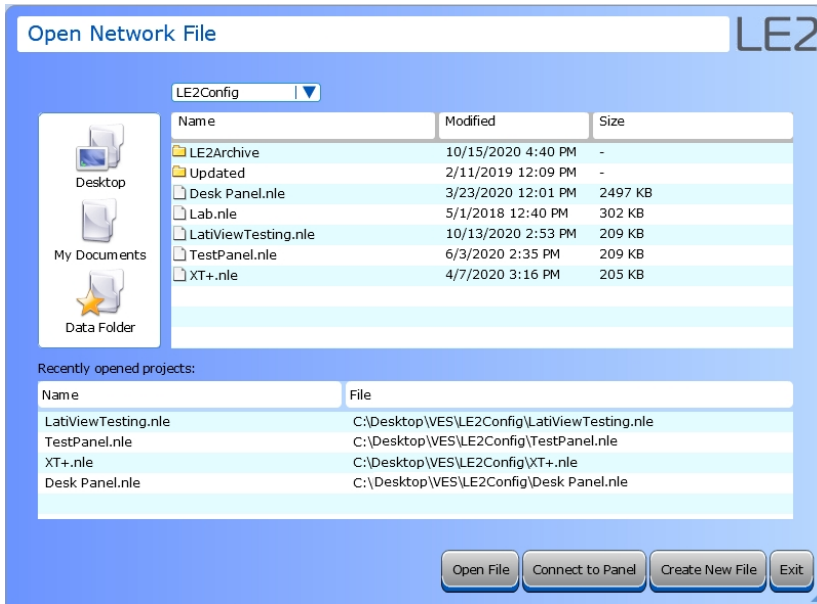 Open Network File
LE2
LE2Config
Name Modified Size
LE2Archive 10/15/2020 4:40 PM -
Updated 2/11/2019 12:09 PM -
Desk Panel.nle 3/23/2020 12:01 PM 2497 KB
Lab.nle 5/1/2018 12:40 PM 302 KB
LatiViewTesting.nle 10/13/2020 2:53 PM 209 KB
TestPanel.nle 6/3/2020 2:35 PM 209 KB
XT+.nle 4/7/2020 3:16 PM 205 KB
Desktop
My Documents
Data Folder
Recently opened projects:
Name File
LatiViewTesting.nle C:\Desktop\VES\LE2Config\LatiViewTesting.nle
TestPanel.nle C:\Desktop\VES\LE2Config\TestPanel.nle
XT+.nle C:\Desktop\VES\LE2Config\XT+.nle
Desk Panel.nle C:\Desktop\VES\LE2Config\Desk Panel.nle
Open File Connect to Panel Create New File Exit